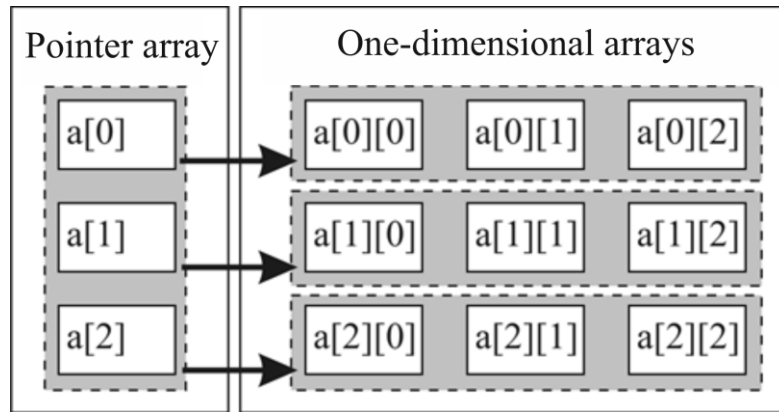 Pointer array
One-dimensional arrays
a[0]
a[0][0] a[0][1] a[0][2]
a[1]
a[1][0] a[1][1] a[1][2]
a[2]
a[2][0] a[2][1] a[2][2]